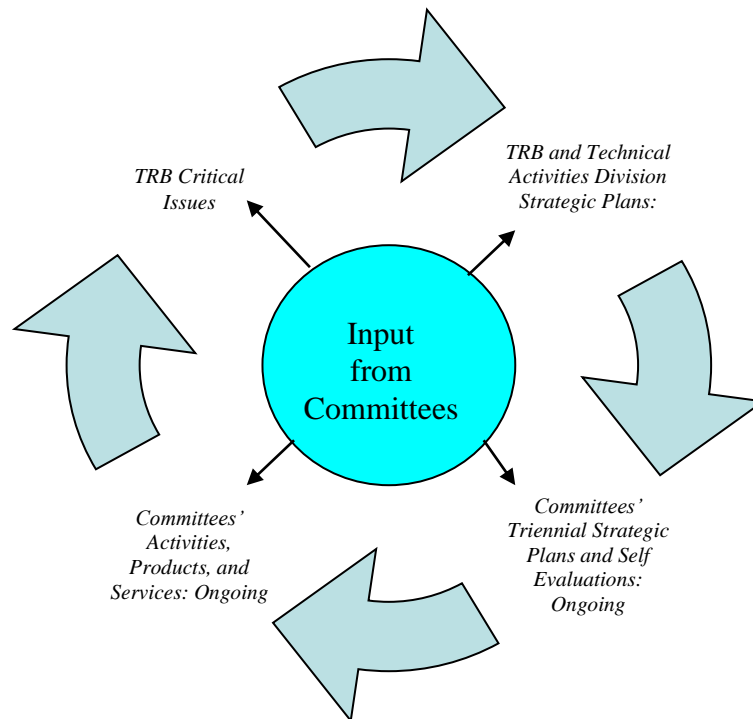 TRB Critical
Issues
TRB and Technical
Activities Division
Strategic Plans:
Input
from
Committees
Committees’
Activities,
Products, and
Services: Ongoing
Committees’
Triennial Strategic
Plans and Self
Evaluations:
Ongoing